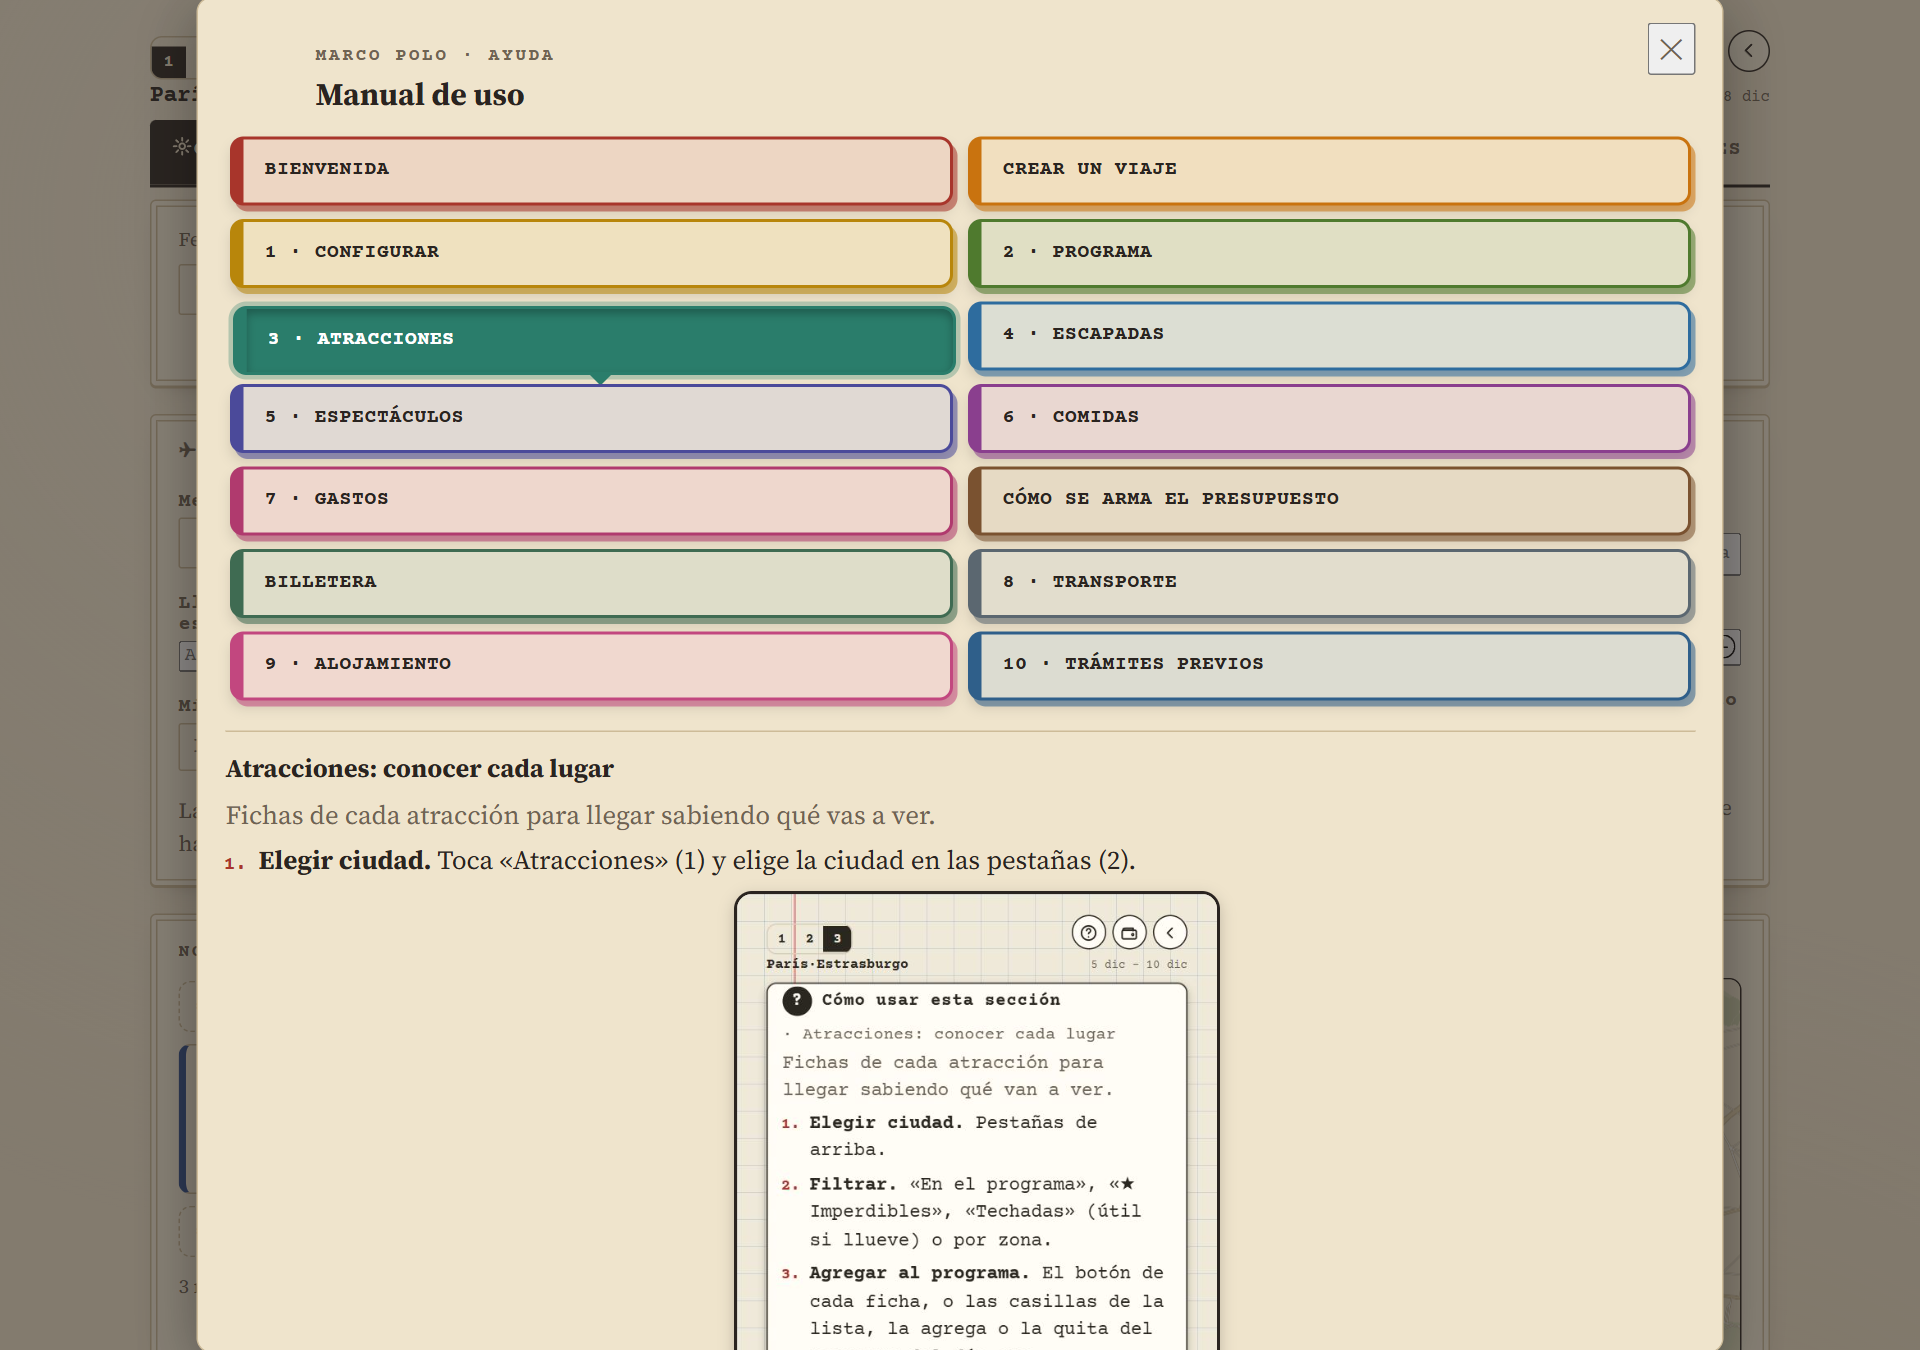 MARCO POLO · AYUDA
Manual de uso
1
8 dic
BIENVENIDA
CREAR UN VIAJE
1 · CONFIGURAR
2 · PROGRAMA
3 · ATRACCIONES
4 · ESCAPADAS
5 · ESPECTÁCULOS
6 · COMIDAS
7 · GASTOS
CÓMO SE ARMA EL PRESUPUESTO
BILLETERA
8 · TRANSPORTE
9 · ALOJAMIENTO
10 · TRÁMITES PREVIOS
Atracciones: conocer cada lugar
Fichas de cada atracción para llegar sabiendo qué vas a ver.
1. Elegir ciudad. Toca «Atracciones» (1) y elige la ciudad en las pestañas (2).
1 2 3
París·Estrasburgo
5 dic – 10 dic
? Cómo usar esta sección
· Atracciones: conocer cada lugar
Fichas de cada atracción para
llegar sabiendo qué van a ver.
1. Elegir ciudad. Pestañas de
arriba.
2. Filtrar. «En el programa», «★
Imperdibles», «Techadas» (útil
si llueve) o por zona.
3. Agregar al programa. El botón de
cada ficha, o las casillas de la
lista, la agrega o la quita del